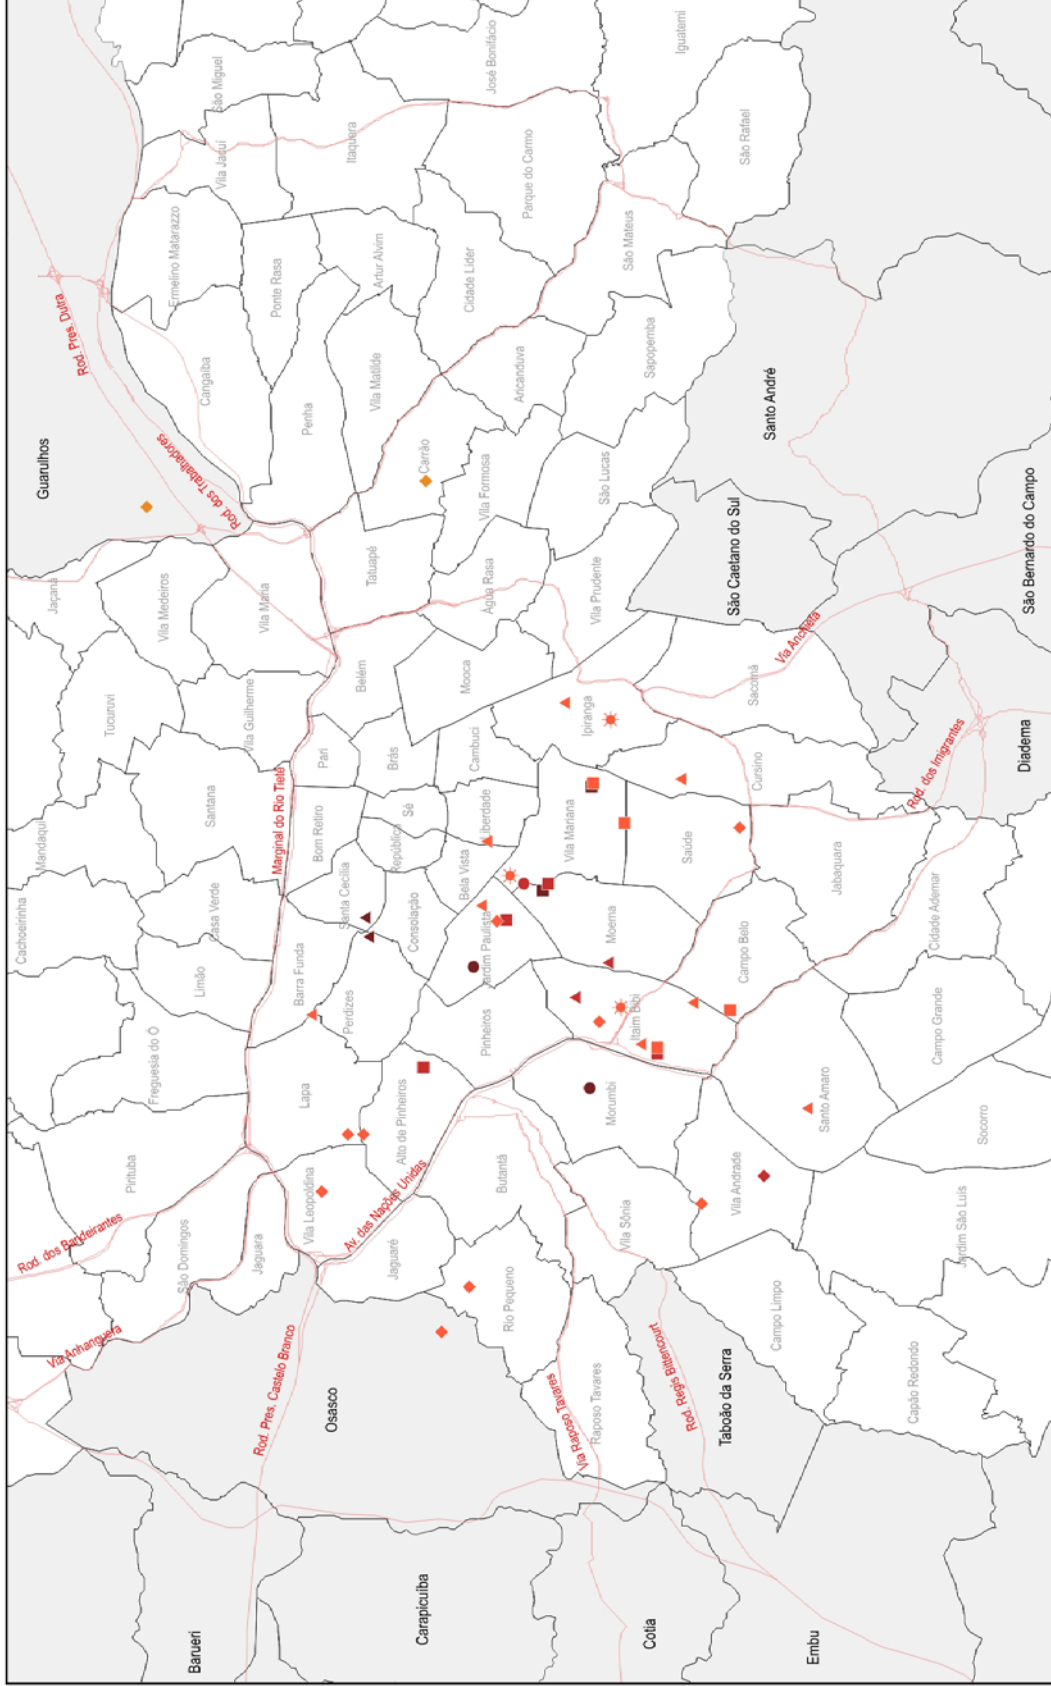 Guarulhos
Rod. Pres. Dutra
Rod. dos Trabalhadores
Jaçanã
Mandaqui
Cachoeirinha
Tucuruvi
Vila Medeiros
Vila Maria
Vila Guilherme
Santana
Casa Verde
Limão
Freguesia do Ó
Pirituba
Rod. dos Bandeirantes
São Domingos
Jaguara
Via Anhanguera
Rod. Pres. Castelo Branco
Osasco
Barueri
Carapicuíba
Cotia
Embu
Taboão da Serra
Marginal do Rio Tietê
São Miguel
Vila Jacuí
Ermelino Matarazzo
Ponte Rasa
Cangaíba
Penha
Itaquera
José Bonifácio
Iguatemi
São Rafael
Parque do Carmo
Artur Alvim
Cidade Líder
São Mateus
Vila Matilde
Aricanduva
Sapopemba
Carrão
Vila Formosa
São Lucas
Tatuapé
Água Rasa
Vila Prudente
Belém
Mooca
Pari
Brás
Cambuci
Ipiranga
Sacomã
Via Anchieta
Bom Retiro
Sé
República
Liberdade
Santa Cecília
Consolação
Bela Vista
Vila Mariana
Saúde
Cursino
Barra Funda
Perdizes
Jardim Paulista
Moema
Campo Belo
Jabaquara
Cidade Ademar
Lapa
Pinheiros
Itaim Bibi
Alto de Pinheiros
Morumbi
Santo Amaro
Campo Grande
Socorro
Vila Leopoldina
Av. das Nações Unidas
Butantã
Jaguaré
Rio Pequeno
Vila Sônia
Vila Andrade
Jardim São Luís
Via Raposo Tavares
Raposo Tavares
Rod. Regis Bittencourt
Campo Limpo
Capão Redondo
Santo André
São Caetano do Sul
São Bernardo do Campo
Rod. dos Imigrantes
Diadema